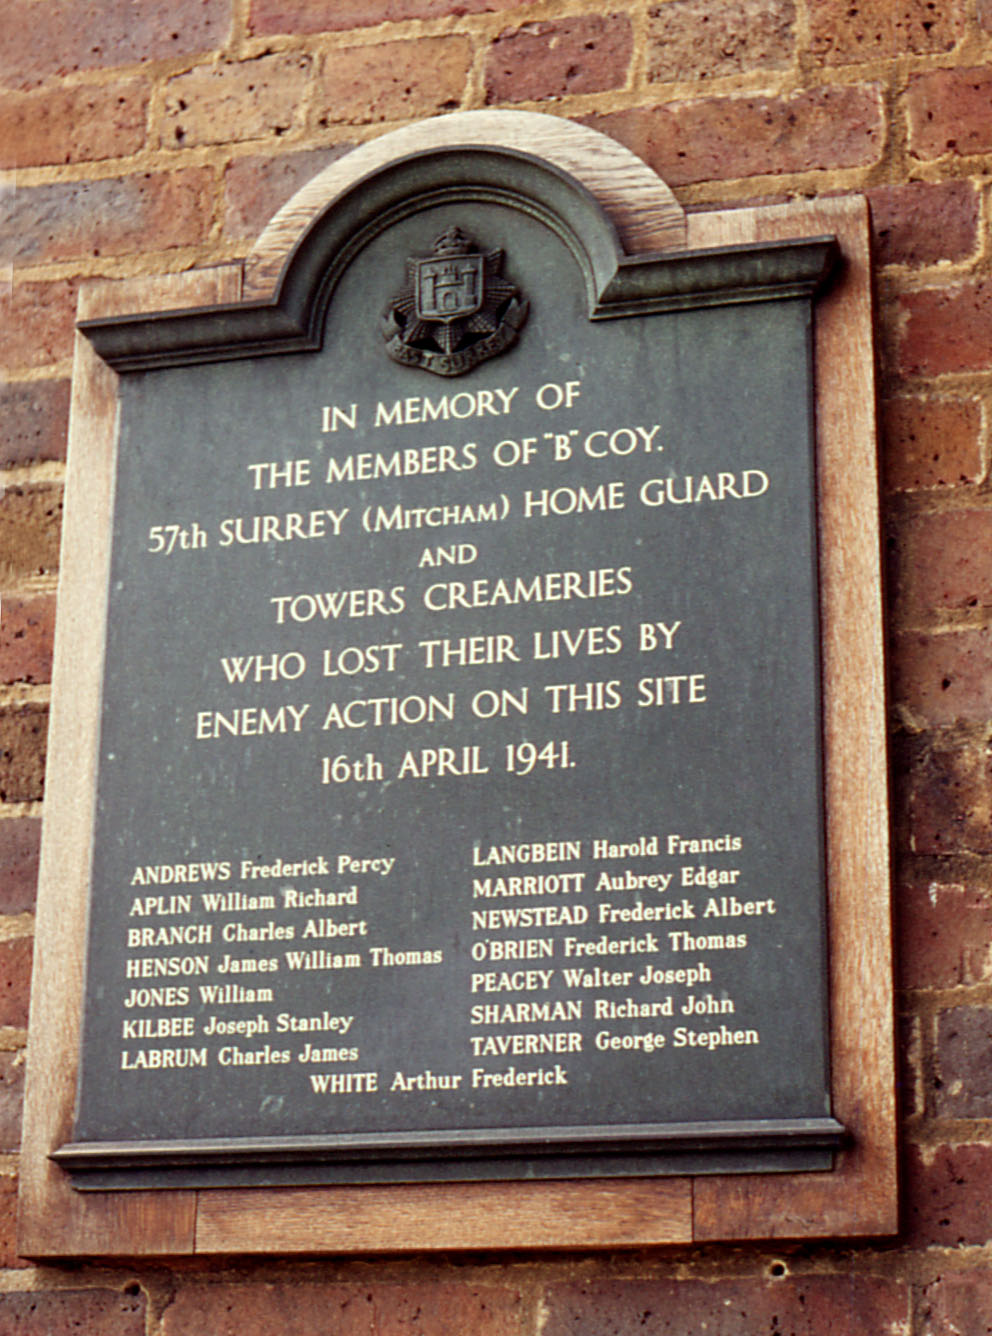 EAST SURREY
IN MEMORY OF
THE MEMBERS OF "B" COY.
57th SURREY (MITCHAM) HOME GUARD
AND
TOWERS CREAMERIES
WHO LOST THEIR LIVES BY
ENEMY ACTION ON THIS SITE
16th APRIL 1941.
ANDREWS Frederick Percy
APLIN William Richard
BRANCH Charles Albert
HENSON James William Thomas
JONES William
KILBEE Joseph Stanley
LABRUM Charles James
LANGBEIN Harold Francis
MARRIOTT Aubrey Edgar
NEWSTEAD Frederick Albert
O'BRIEN Frederick Thomas
PEACEY Walter Joseph
SHARMAN Richard John
TAVERNER George Stephen
WHITE Arthur Frederick